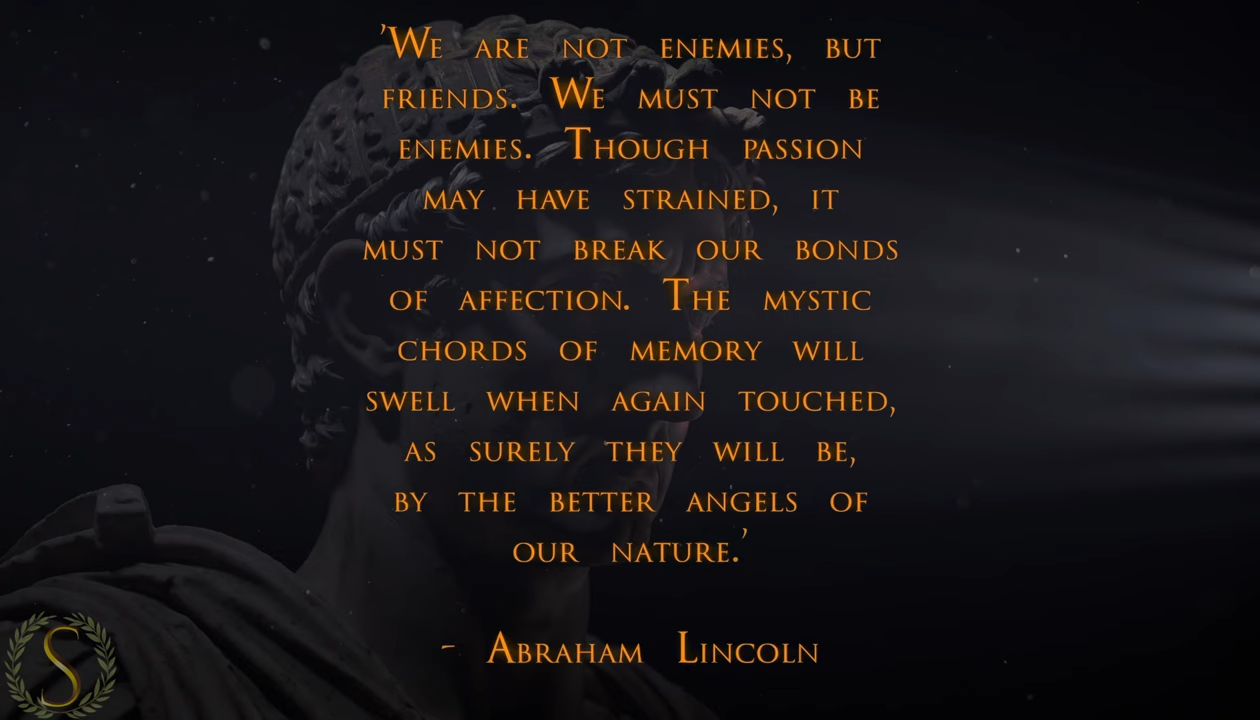 'We are not enemies, but
friends. We must not be
enemies. Though passion
may have strained, it
must not break our bonds
of affection. The mystic
chords of memory will
swell when again touched,
as surely they will be,
by the better angels of
our nature.'
- Abraham Lincoln
S